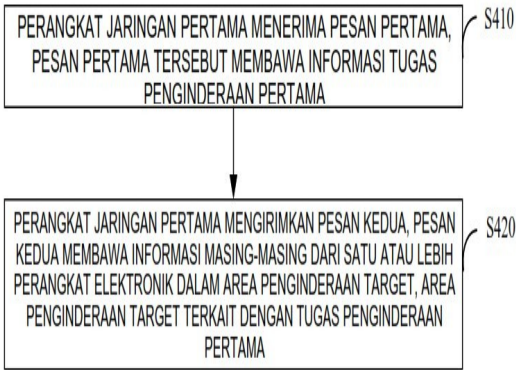 PERANGKAT JARINGAN PERTAMA MENERIMA PESAN PERTAMA,
PESAN PERTAMA TERSEBUT MEMBAWA INFORMASI TUGAS
PENGINDERAAN PERTAMA
S410
PERANGKAT JARINGAN PERTAMA MENGIRIMKAN PESAN KEDUA, PESAN
KEDUA MEMBAWA INFORMASI MASING-MASING DARI SATU ATAU LEBIH
PERANGKAT ELEKTRONIK DALAM AREA PENGINDERAAN TARGET, AREA
PENGINDERAAN TARGET TERKAIT DENGAN TUGAS PENGINDERAAN
PERTAMA
S420